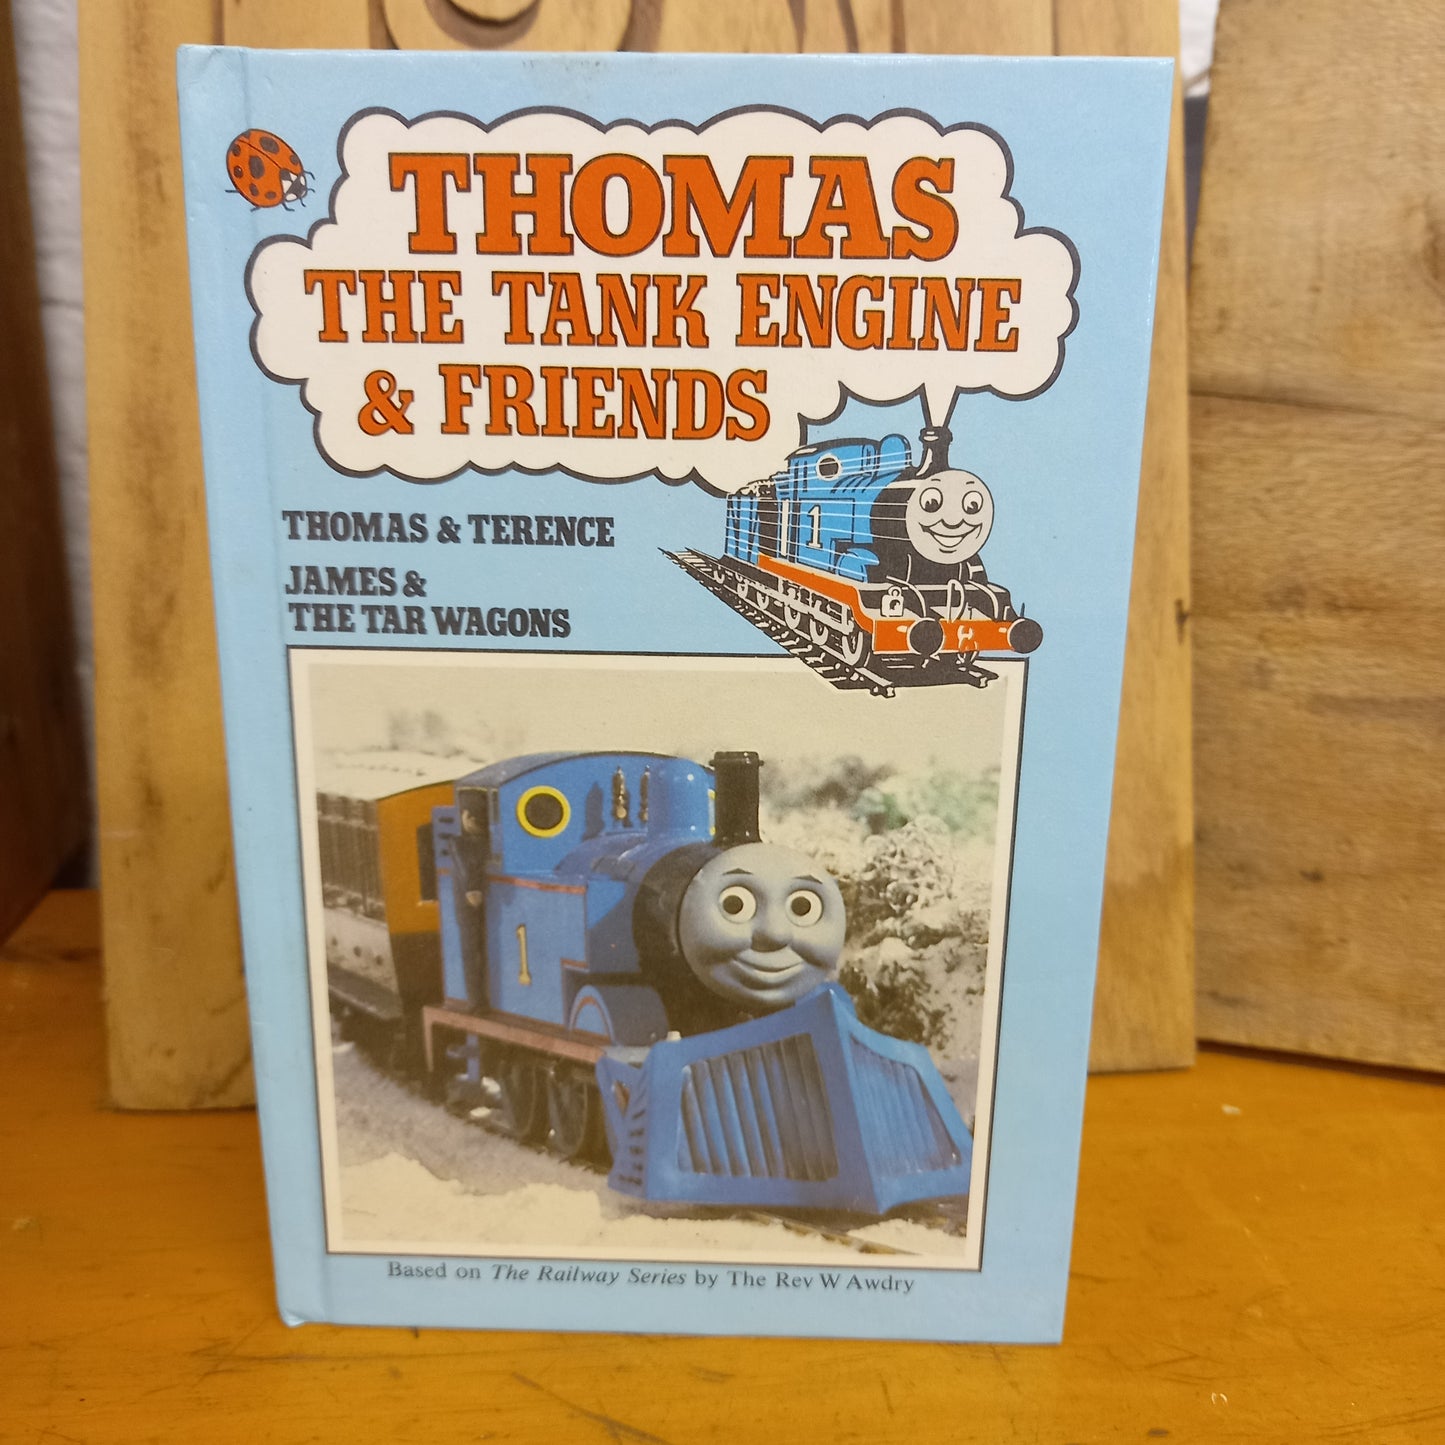 THOMAS
THE TANK ENGINE
& FRIENDS
THOMAS & TERENCE
JAMES &
THE TAR WAGONS
1
1
Based on The Railway Series by The Rev W Awdry